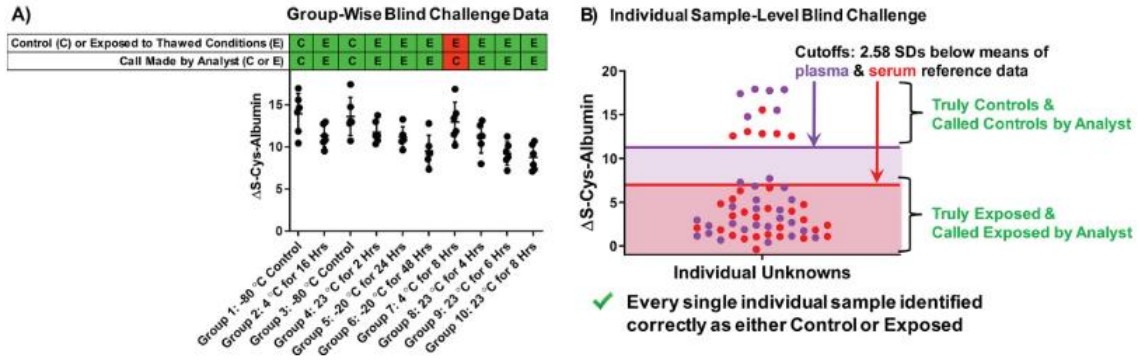 A) Group-Wise Blind Challenge Data
Control (C) or Exposed to Thawed Conditions (E) C E C E E E E E E E
Call Made by Analyst (C or E) C E C E E E C E E E
ΔS-Cys-Albumin
20
15
10
5
0
Group 1: -80 °C Control
Group 2: 4 °C for 16 Hrs
Group 3: -80 °C Control
Group 4: 23 °C for 2 Hrs
Group 5: -20 °C for 24 Hrs
Group 6: -20 °C for 48 Hrs
Group 7: 4 °C for 8 Hrs
Group 8: 23 °C for 4 Hrs
Group 9: 23 °C for 6 Hrs
Group 10: 23 °C for 8 Hrs
B) Individual Sample-Level Blind Challenge
Cutoffs: 2.58 SDs below means of
plasma & serum reference data
ΔS-Cys-Albumin
20
15
10
5
0
Truly Controls &
Called Controls by Analyst
Truly Exposed &
Called Exposed by Analyst
Individual Unknowns
✓ Every single individual sample identified
correctly as either Control or Exposed